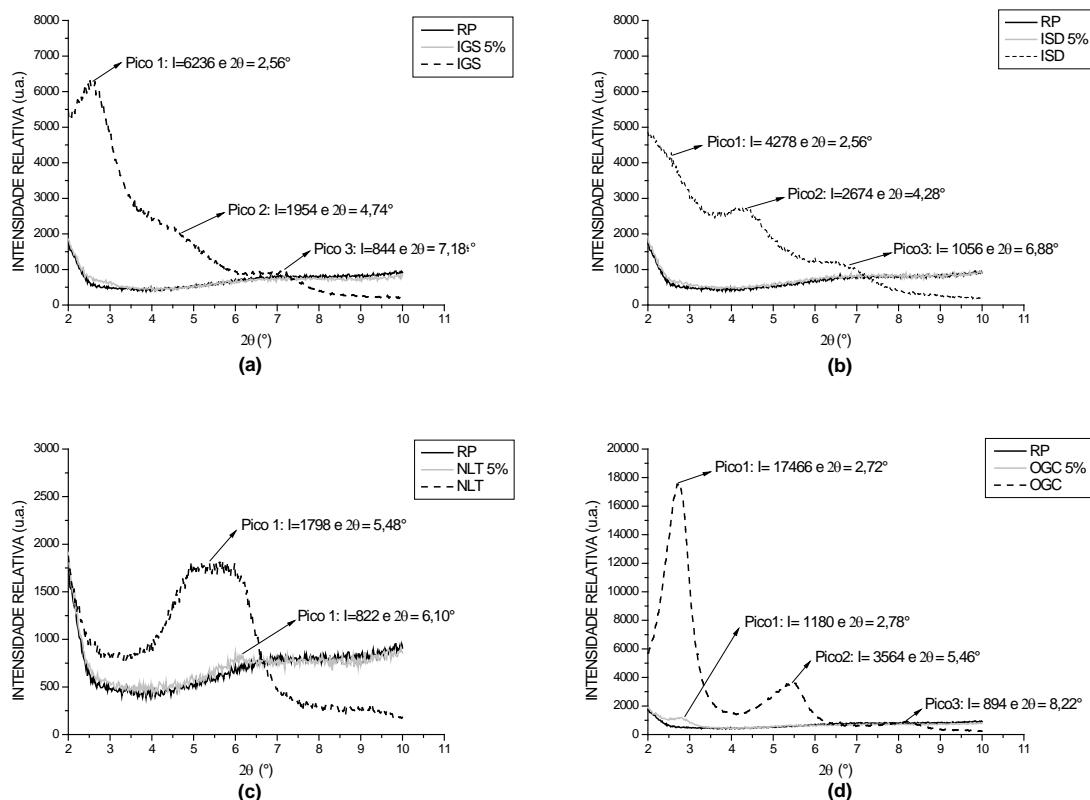 8000
7000
6000
5000
4000
3000
2000
1000
0
INTENSIDADE RELATIVA (u.a.)
RP
IGS 5%
IGS
Pico 1: I=6236 e 2θ = 2,56°
Pico 2: I=1954 e 2θ = 4,74°
Pico 3: I=844 e 2θ = 7,18°
2 3 4 5 6 7 8 9 10 11
2θ (°)
(a)
8000
7000
6000
5000
4000
3000
2000
1000
0
INTENSIDADE RELATIVA (u.a.)
RP
ISD 5%
ISD
Pico1: I= 4278 e 2θ = 2,56°
Pico2: I=2674 e 2θ =4,28°
Pico3: I= 1056 e 2θ = 6,88°
2 3 4 5 6 7 8 9 10 11
2θ (°)
(b)
3000
2500
2000
1750
1500
1250
1000
750
500
250
0
INTENSIDADE RELATIVA (u.a.)
RP
NLT 5%
NLT
Pico 1: I=1798 e 2θ = 5,48°
Pico 1: I=822 e 2θ = 6,10°
2 3 4 5 6 7 8 9 10 11
2θ (°)
(c)
20000
18000
16000
14000
12000
10000
8000
6000
4000
2000
0
INTENSIDADE RELATIVA (u.a.)
RP
OGC 5%
OGC
Pico1: I= 17466 e 2θ = 2,72°
Pico1: I= 1180 e 2θ = 2,78°
Pico2: I= 3564 e 2θ = 5,46°
Pico3: I= 894 e 2θ = 8,22°
2 3 4 5 6 7 8 9 10 11
2θ (°)
(d)